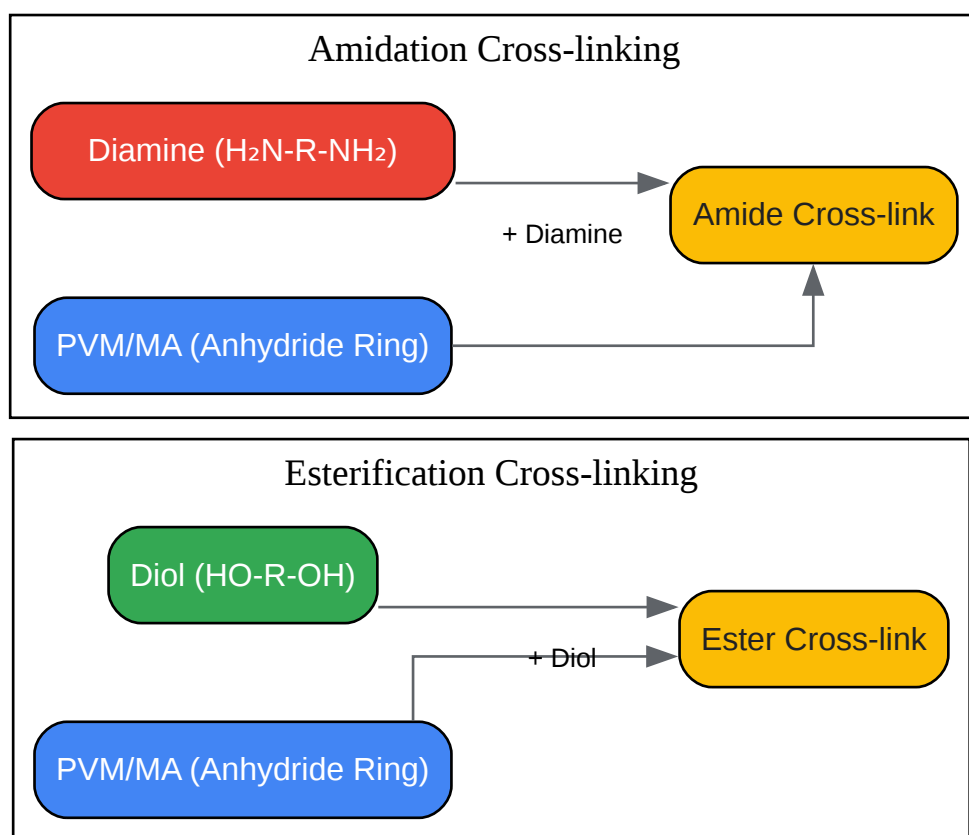 Amidation Cross-linking
Diamine (H₂N-R-NH₂)
Amide Cross-link
+ Diamine
PVM/MA (Anhydride Ring)
Esterification Cross-linking
Diol (HO-R-OH)
Ester Cross-link
+ Diol
PVM/MA (Anhydride Ring)